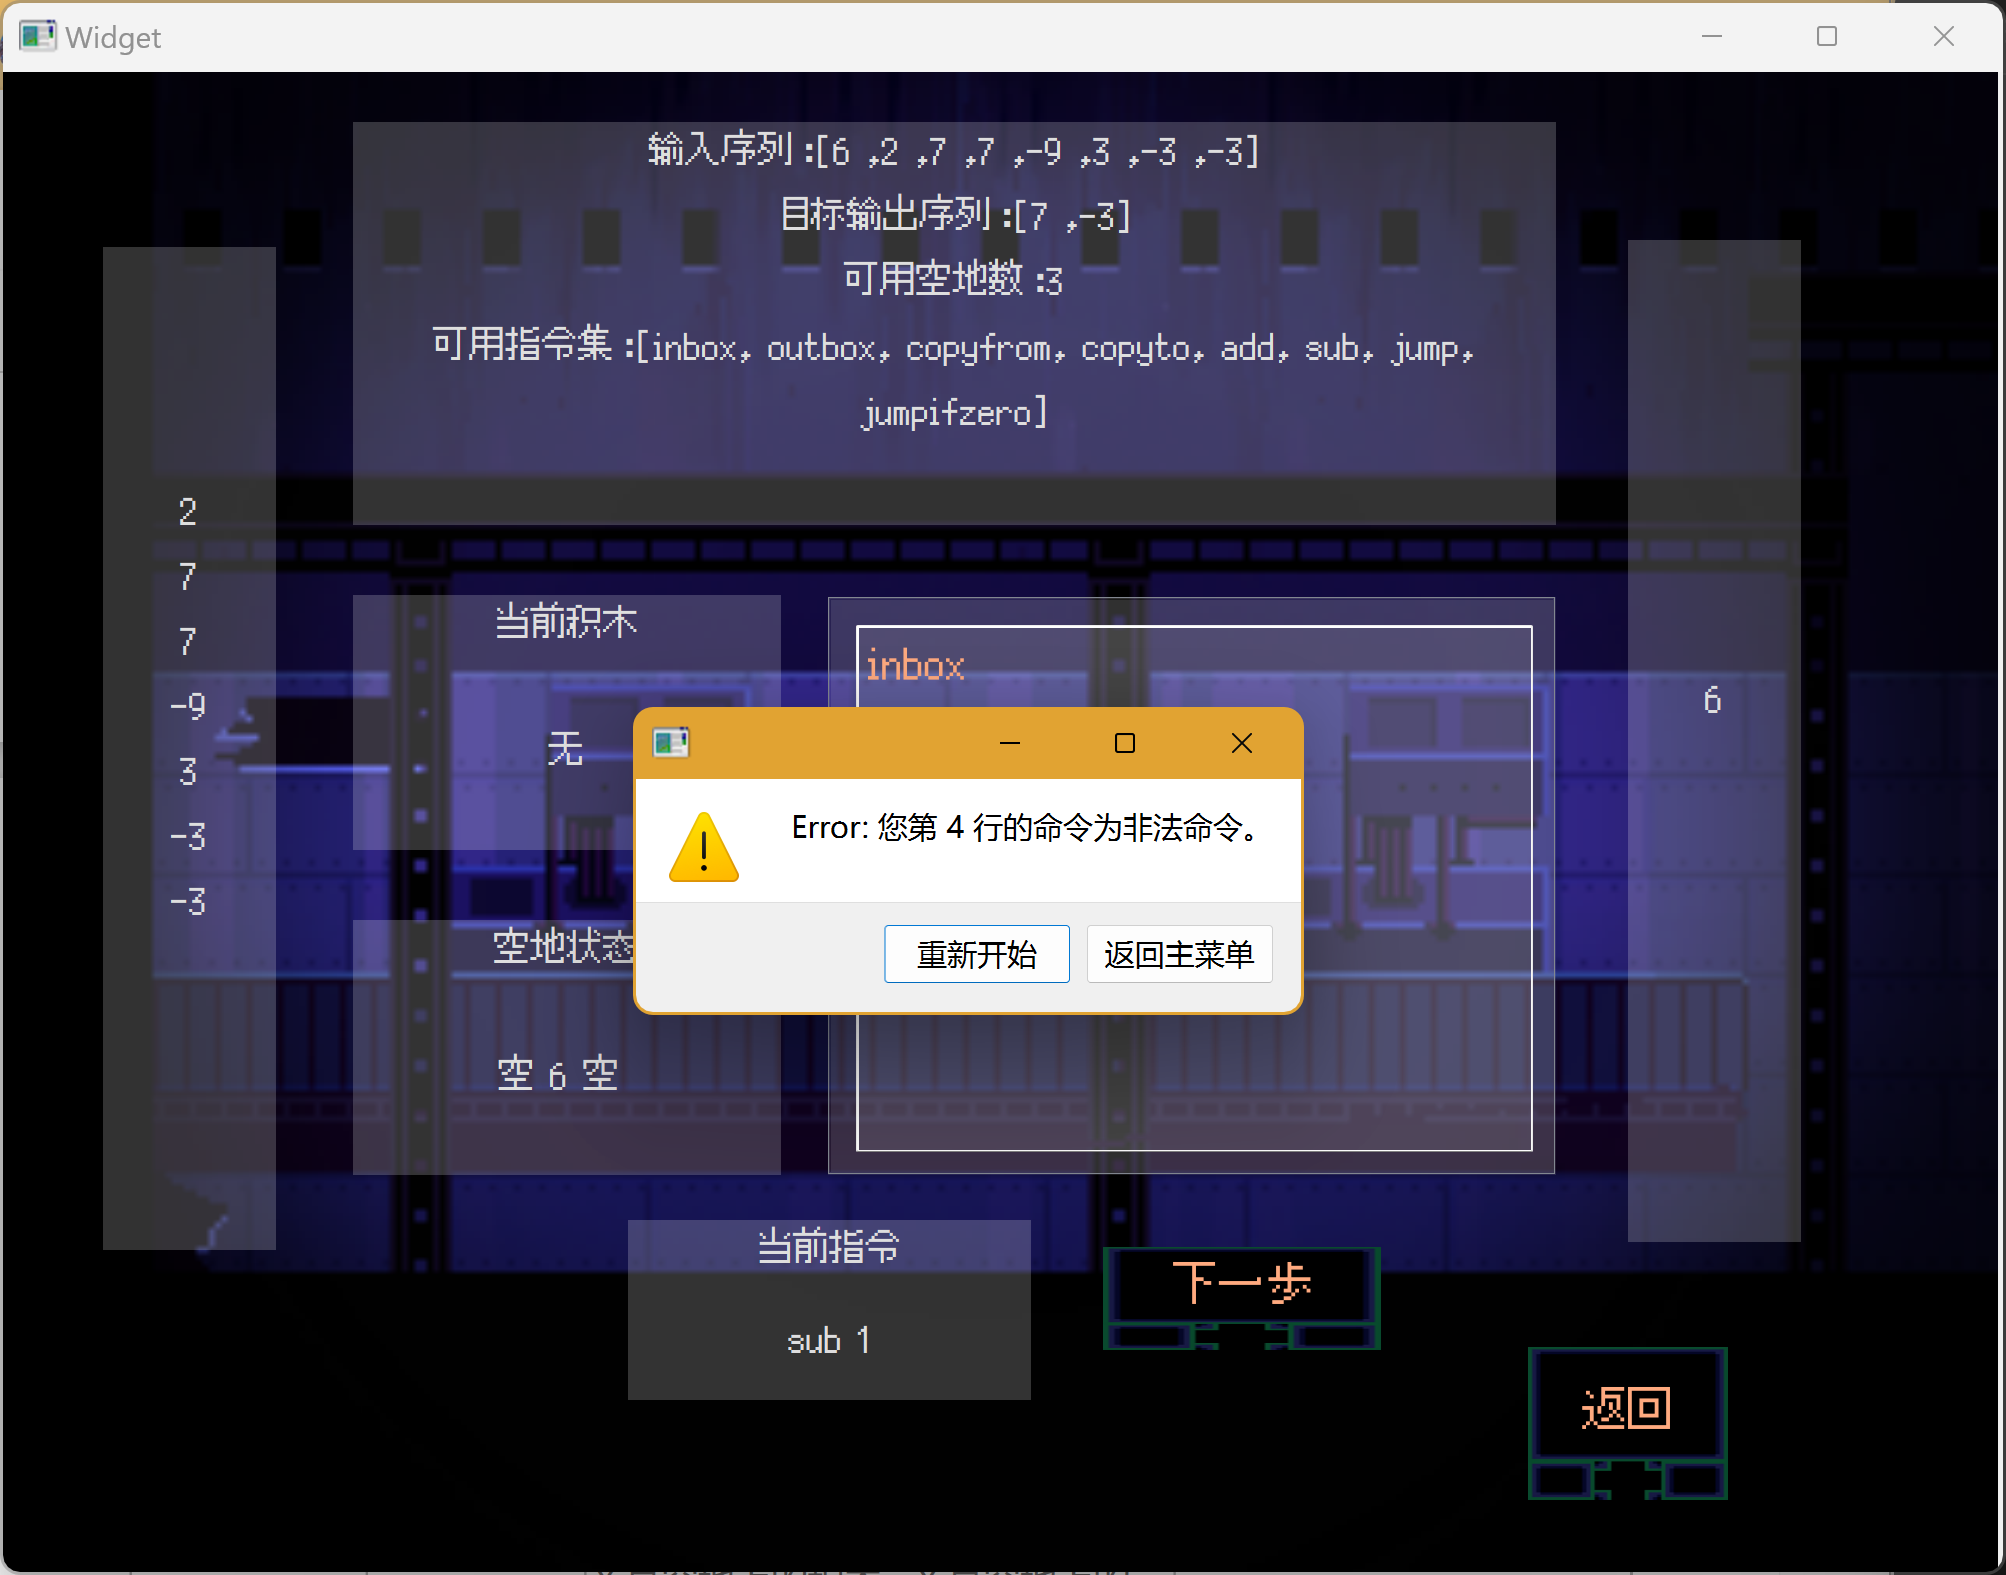 Widget
输入序列 :[6 ,2 ,7 ,7 ,-9 ,3 ,-3 ,-3]
目标输出序列 :[7 ,-3]
可用空地数 :3
可用指令集 :[inbox, outbox, copyfrom, copyto, add, sub, jump,
jumpifzero]
2
7
7
-9
3
-3
-3
当前积木
无
空地状态
空 6 空
inbox
6
Error: 您第 4 行的命令为非法命令。
重新开始
返回主菜单
当前指令
sub 1
下一步
返回